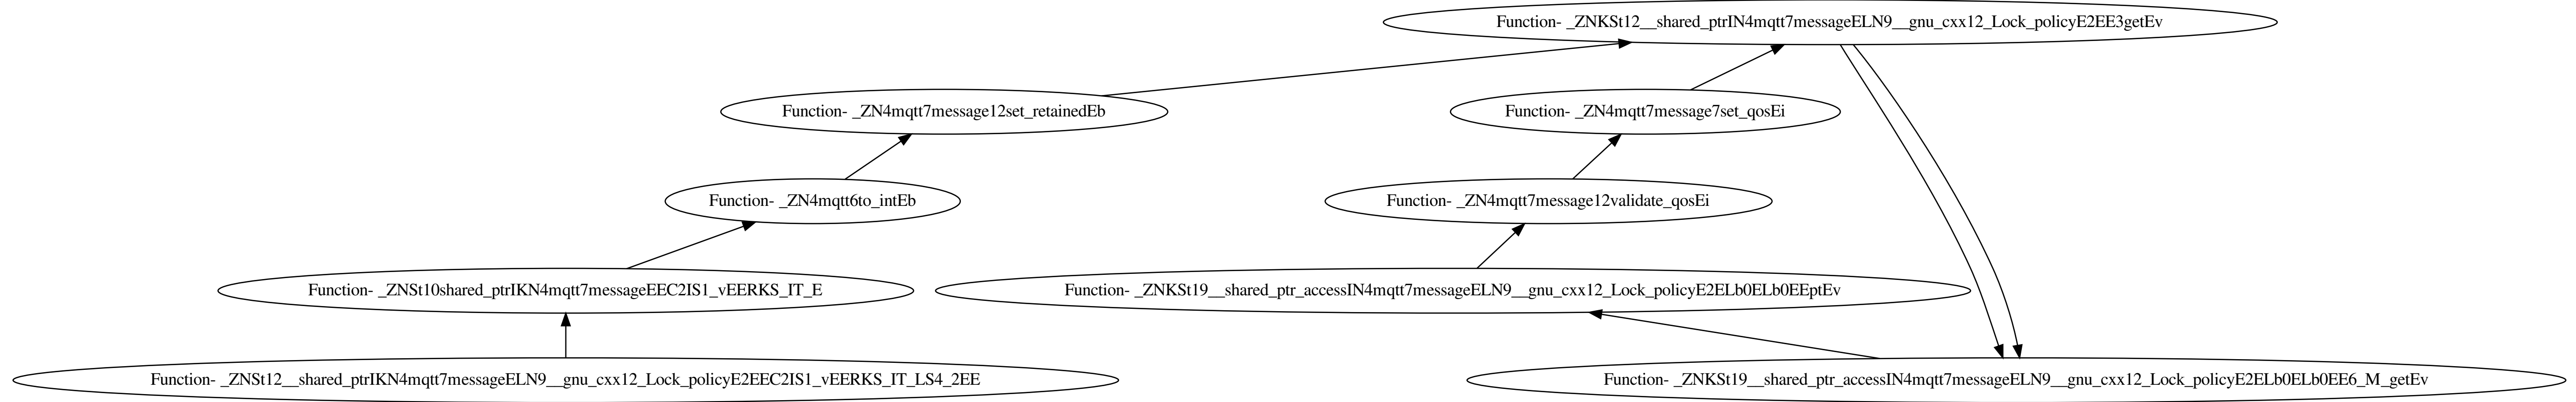 Function- _ZNKSt12__shared_ptrIN4mqtt7messageELN9__gnu_cxx12_Lock_policyE2EE3getEv
Function- _ZN4mqtt7message12set_retainedEb
Function- _ZN4mqtt7message7set_qosEi
Function- _ZN4mqtt6to_intEb
Function- _ZN4mqtt7message12validate_qosEi
Function- _ZNSt10shared_ptrIKN4mqtt7messageEEC2IS1_vEERKS_IT_E
Function- _ZNKSt19__shared_ptr_accessIN4mqtt7messageELN9__gnu_cxx12_Lock_policyE2ELb0ELb0EEptEv
Function- _ZNSt12__shared_ptrIKN4mqtt7messageELN9__gnu_cxx12_Lock_policyE2EEC2IS1_vEERKS_IT_LS4_2EE
Function- _ZNKSt19__shared_ptr_accessIN4mqtt7messageELN9__gnu_cxx12_Lock_policyE2ELb0ELb0EE6_M_getEv